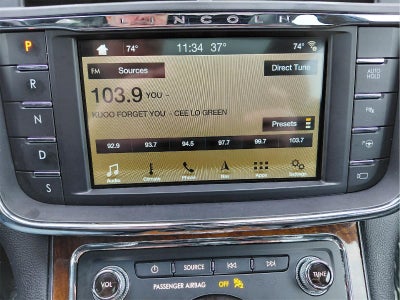 LINCOLN
P
74° 11:34 37° 74°
FM Sources Direct Tune
AUTO HOLD
R
103.9 YOU -
KUOO FORGET YOU - CEE LO GREEN
N
Presets
D
92.9 93.7 94.5 97.7 99.7 103.7
S
Audio Climate Phone Nav Apps Settings
VOL SOURCE TUNE
PASSENGER AIRBAG OFF